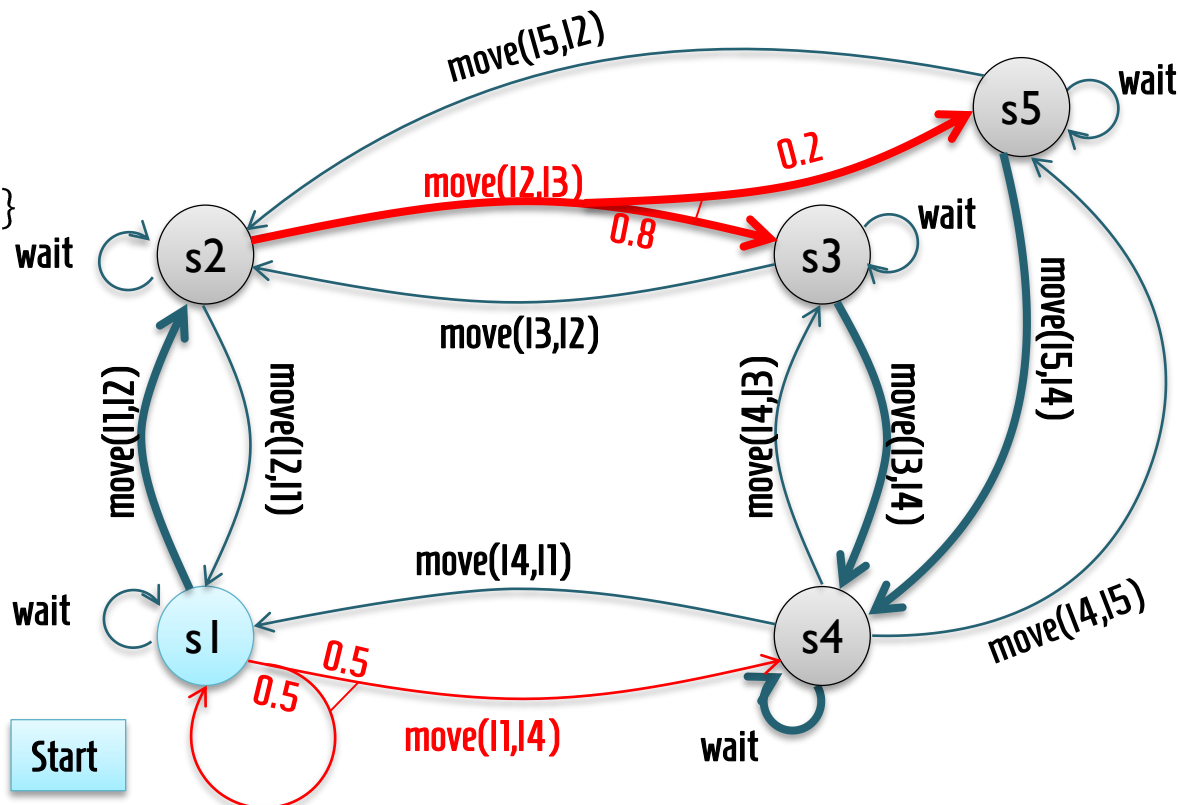 move(l5,l2)
wait
s5
0.2
move(l2,l3)
}
wait
0.8
wait
s2
s3
move(l5,l4)
move(l3,l2)
move(l1,l2)
move(l2,l1)
move(l4,l3)
move(l3,l4)
move(l4,l1)
wait
s1
s4
move(l4,l5)
0.5
0.5
move(l1,l4)
wait
Start